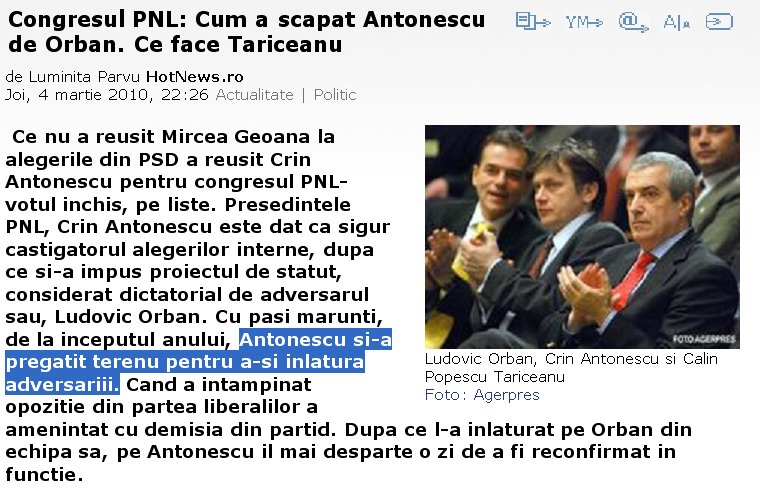 Congresul PNL: Cum a scapat Antonescu
de Orban. Ce face Tariceanu
YM
@
A|A
de Luminita Parvu HotNews.ro
Joi, 4 martie 2010, 22:26 Actualitate | Politic
Ce nu a reusit Mircea Geoana la
alegerile din PSD a reusit Crin
Antonescu pentru congresul PNL-
votul inchis, pe liste. Presedintele
PNL, Crin Antonescu este dat ca sigur
castigatorul alegerilor interne, dupa
ce si-a impus proiectul de statut,
considerat dictatorial de adversarul
sau, Ludovic Orban. Cu pasi marunti,
de la inceputul anului, Antonescu si-a
pregatit terenu pentru a-si inlatura
adversariii. Cand a intampinat
opozitie din partea liberalilor a
amenintat cu demisia din partid. Dupa ce l-a inlaturat pe Orban din
echipa sa, pe Antonescu il mai desparte o zi de a fi reconfirmat in
functie.
FOTO AGERPRES
Ludovic Orban, Crin Antonescu si Calin
Popescu Tariceanu
Foto: Agerpres